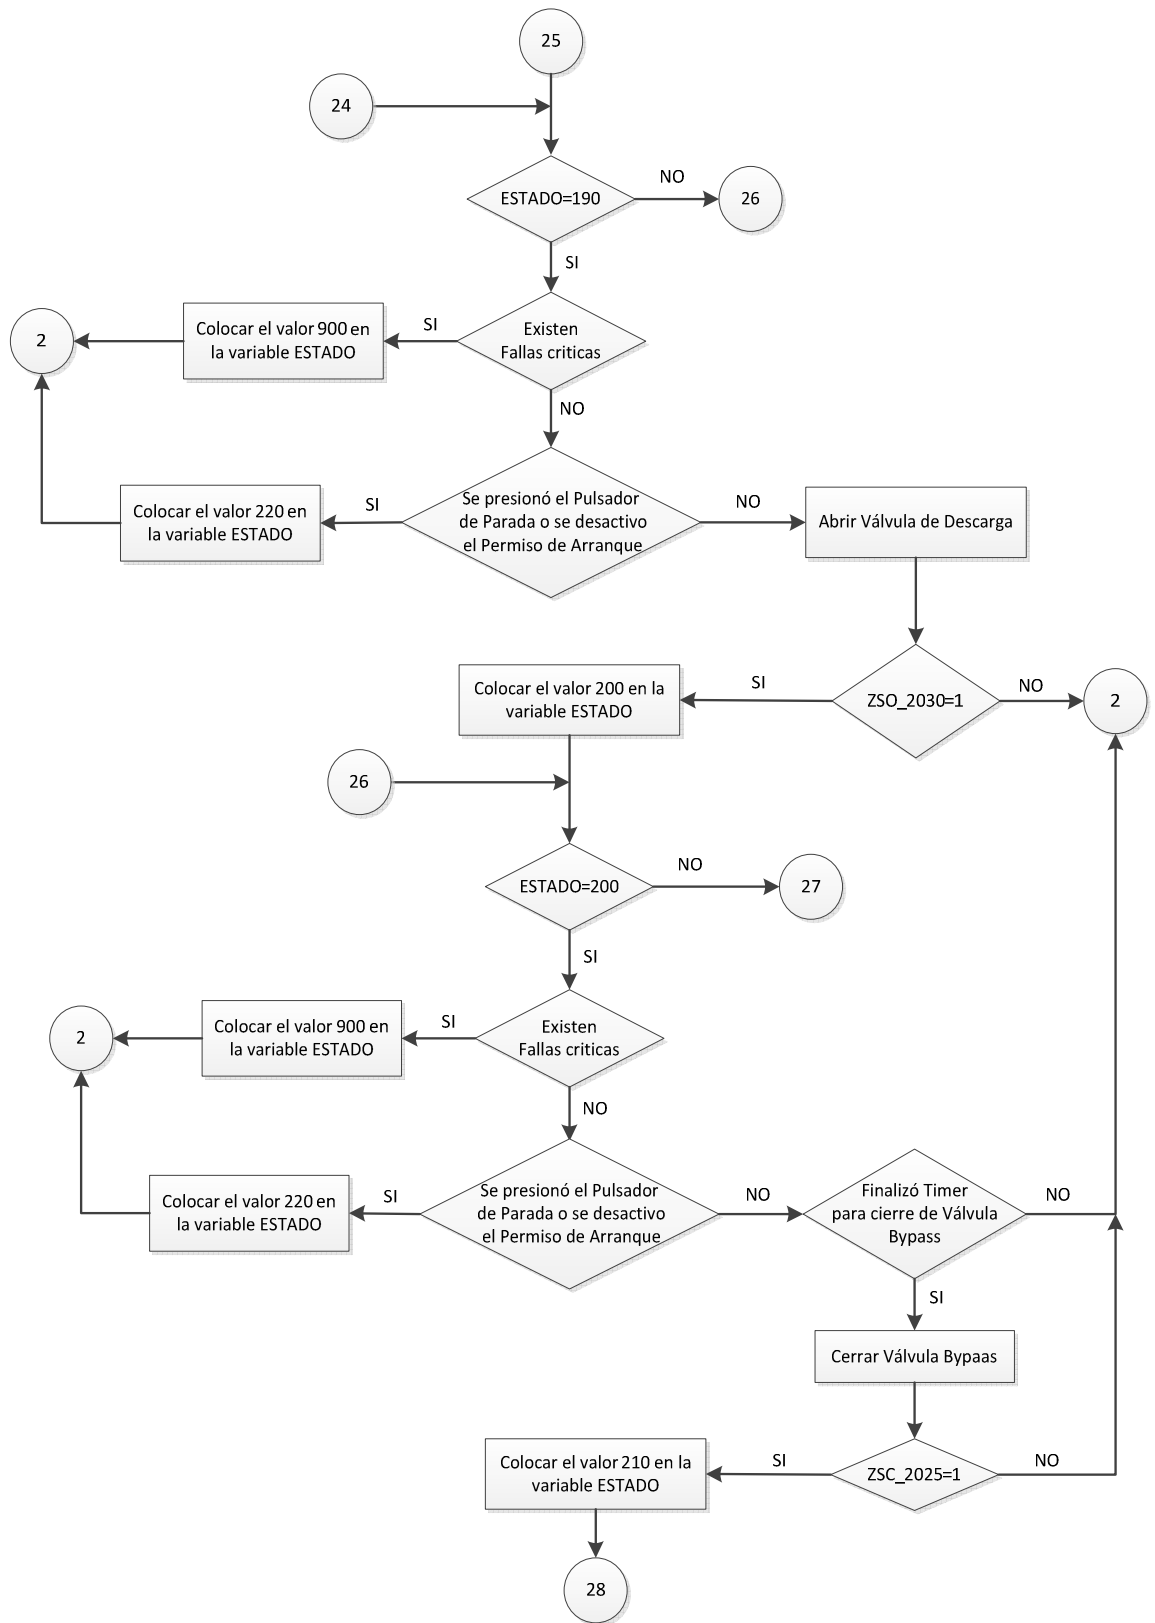 25
24
ESTADO=190
NO
26
SI
Existen
Fallas criticas
SI
Colocar el valor 900 en
la variable ESTADO
2
NO
Se presionó el Pulsador
de Parada o se desactivo
el Permiso de Arranque
SI
Colocar el valor 220 en
la variable ESTADO
NO
Abrir Válvula de Descarga
ZSO_2030=1
NO
2
SI
Colocar el valor 200 en la
variable ESTADO
26
ESTADO=200
NO
27
SI
Existen
Fallas criticas
SI
Colocar el valor 900 en
la variable ESTADO
2
NO
Se presionó el Pulsador
de Parada o se desactivo
el Permiso de Arranque
SI
Colocar el valor 220 en
la variable ESTADO
NO
Finalizó Timer
para cierre de Válvula
Bypass
NO
SI
Cerrar Válvula Bypaas
ZSC_2025=1
NO
SI
Colocar el valor 210 en la
variable ESTADO
28